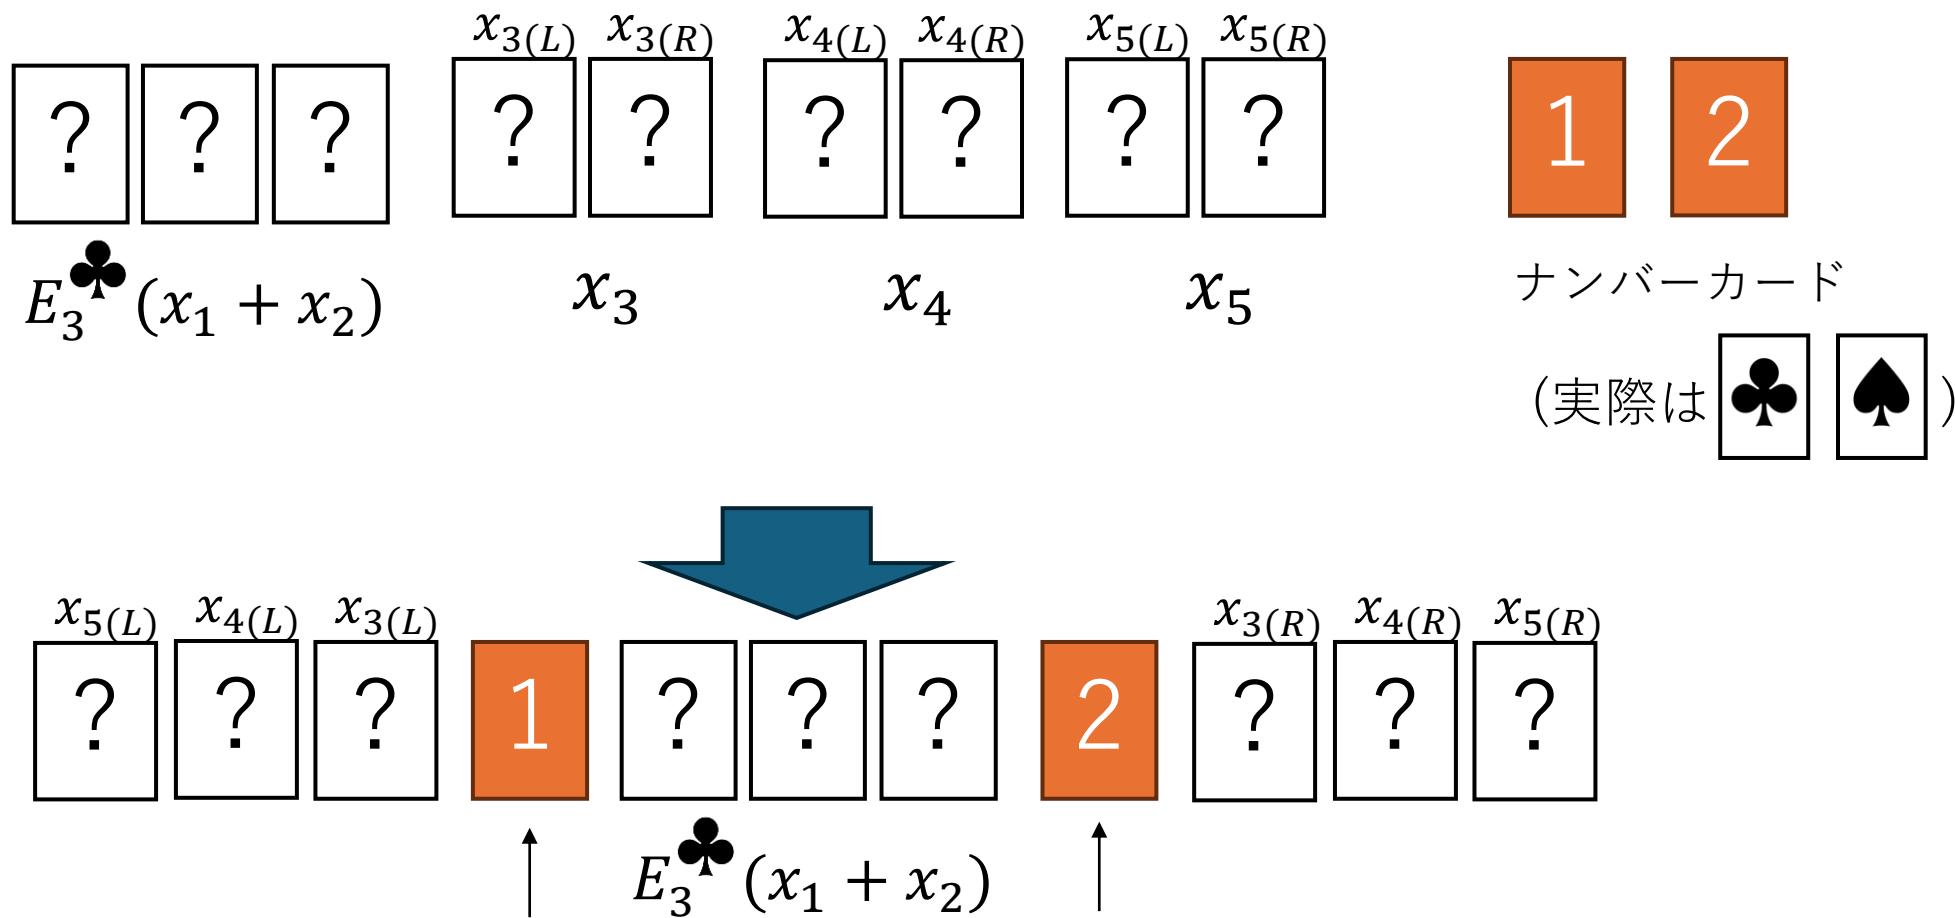 x₃₍L₎ x₃₍R₎ x₄₍L₎ x₄₍R₎ x₅₍L₎ x₅₍R₎
? ? ? ? ? ? ? ? ? 1 2
E₃♣(x₁ + x₂) x₃ x₄ x₅ ナンバーカード
(実際は ♣ ♠ )
x₅₍L₎ x₄₍L₎ x₃₍L₎ x₃₍R₎ x₄₍R₎ x₅₍R₎
? ? ? 1 ? ? ? 2 ? ? ?
E₃♣(x₁ + x₂)